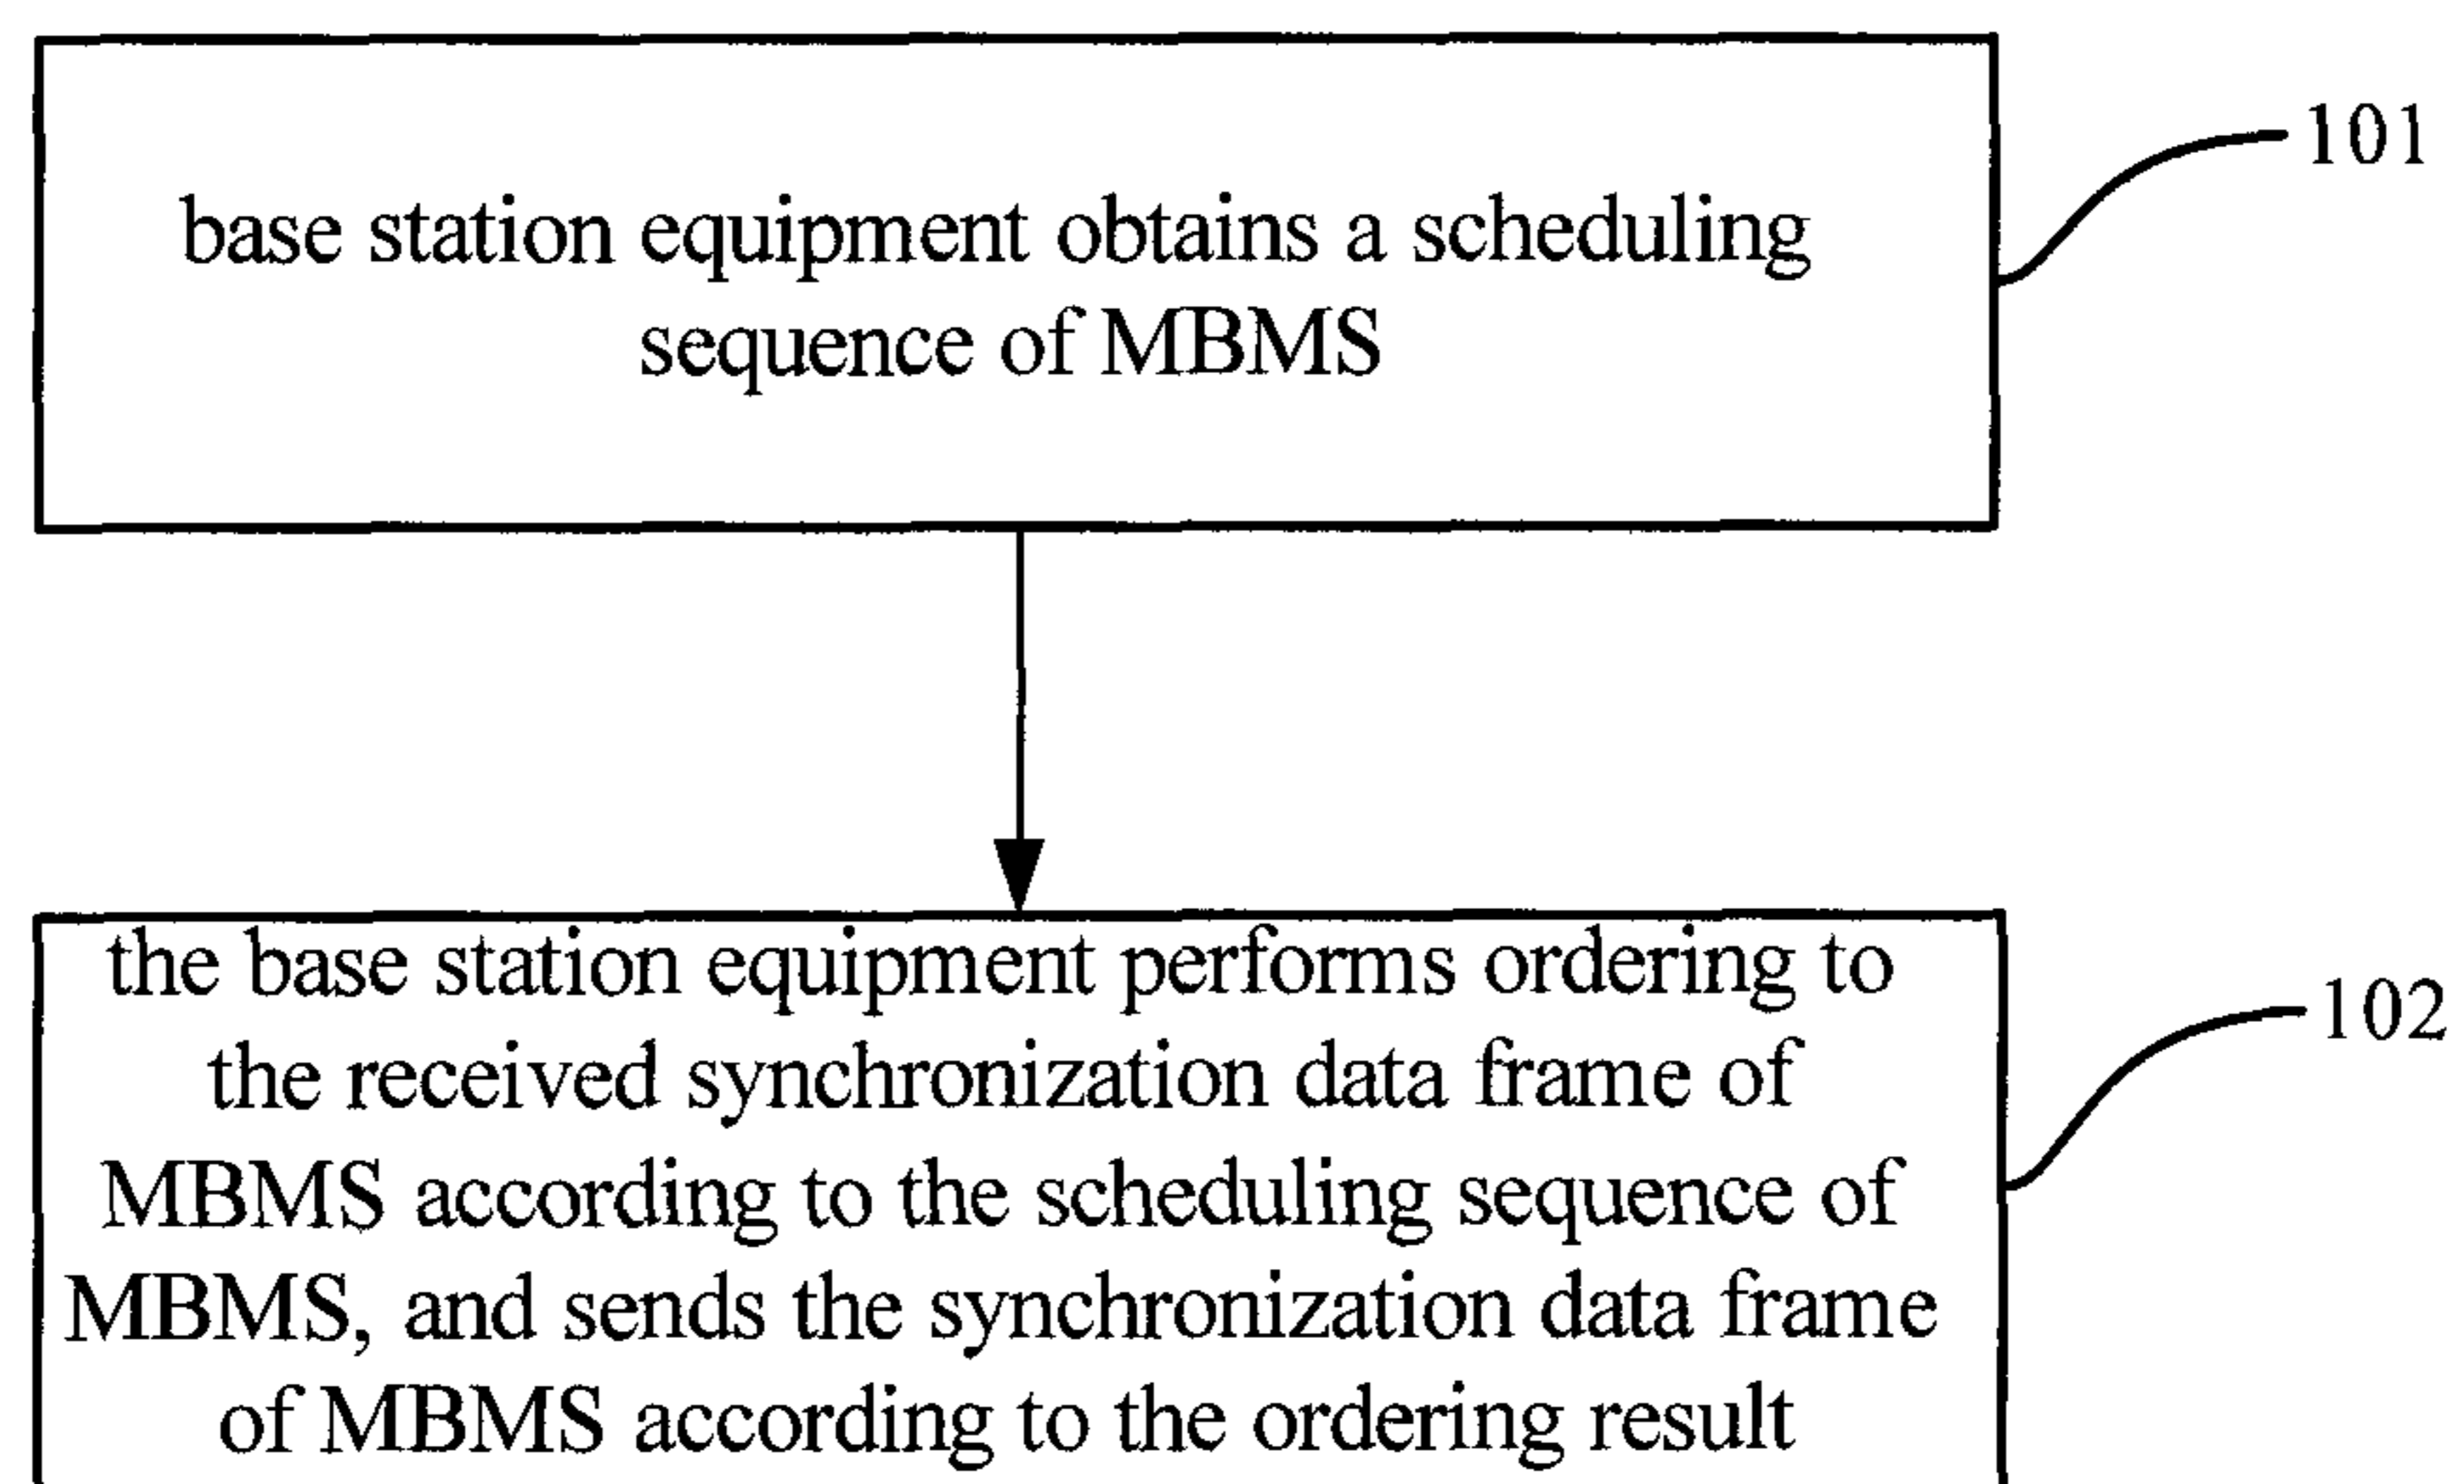 base station equipment obtains a scheduling
sequence of MBMS
101
the base station equipment performs ordering to
the received synchronization data frame of
MBMS according to the scheduling sequence of
MBMS, and sends the synchronization data frame
of MBMS according to the ordering result
102